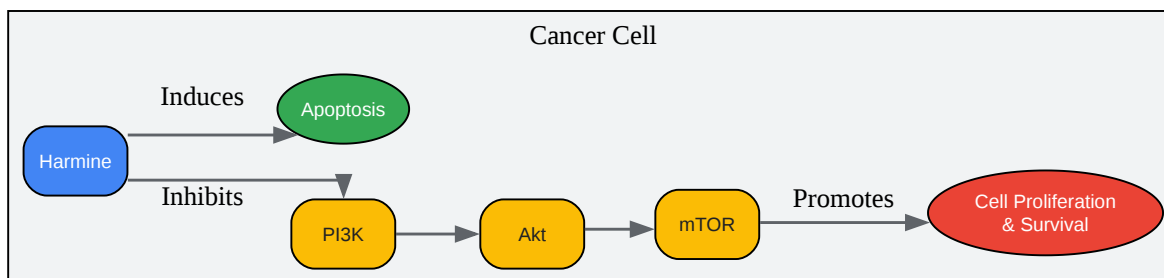 Cancer Cell
Induces
Apoptosis
Harmine
Inhibits
PI3K
Akt
mTOR
Promotes
Cell Proliferation
& Survival